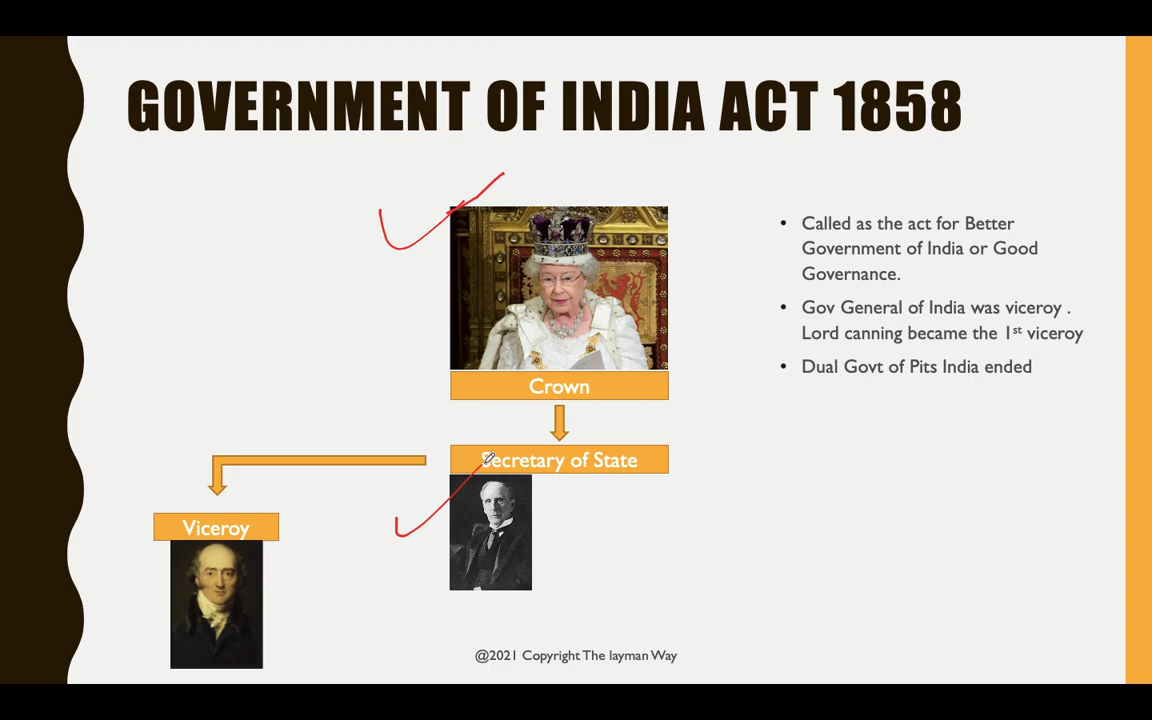 GOVERNMENT OF INDIA ACT 1858
Crown
Secretary of State
Viceroy
• Called as the act for Better
Government of India or Good
Governance.
• Gov General of India was viceroy .
Lord canning became the 1st viceroy
• Dual Govt of Pits India ended
@2021 Copyright The layman Way